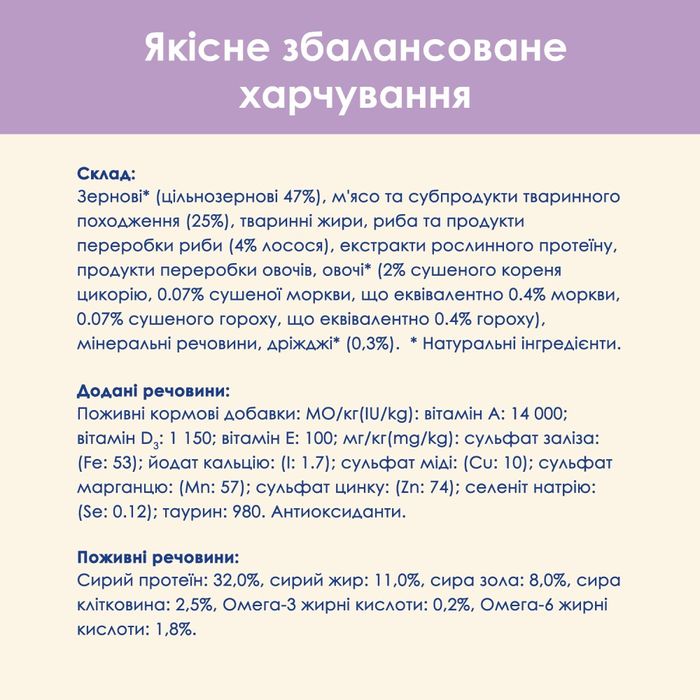 Якісне збалансоване
харчування
Склад:
Зернові* (цільнозернові 47%), м'ясо та субпродукти тваринного
походження (25%), тваринні жири, риба та продукти
переробки риби (4% лосося), екстракти рослинного протеїну,
продукти переробки овочів, овочі* (2% сушеного кореня
цикорію, 0.07% сушеної моркви, що еквівалентно 0.4% моркви,
0.07% сушеного гороху, що еквівалентно 0.4% гороху),
мінеральні речовини, дріжджі* (0,3%). * Натуральні інгредієнти.
Додані речовини:
Поживні кормові добавки: МО/кг(IU/kg): вітамін А: 14 000;
вітамін D₃: 1 150; вітамін Е: 100; мг/кг(mg/kg): сульфат заліза:
(Fe: 53); йодат кальцію: (I: 1.7); сульфат міді: (Cu: 10); сульфат
марганцю: (Mn: 57); сульфат цинку: (Zn: 74); селеніт натрію:
(Se: 0.12); таурин: 980. Антиоксиданти.
Поживні речовини:
Сирий протеїн: 32,0%, сирий жир: 11,0%, сира зола: 8,0%, сира
клітковина: 2,5%, Омега-3 жирні кислоти: 0,2%, Омега-6 жирні
кислоти: 1,8%.